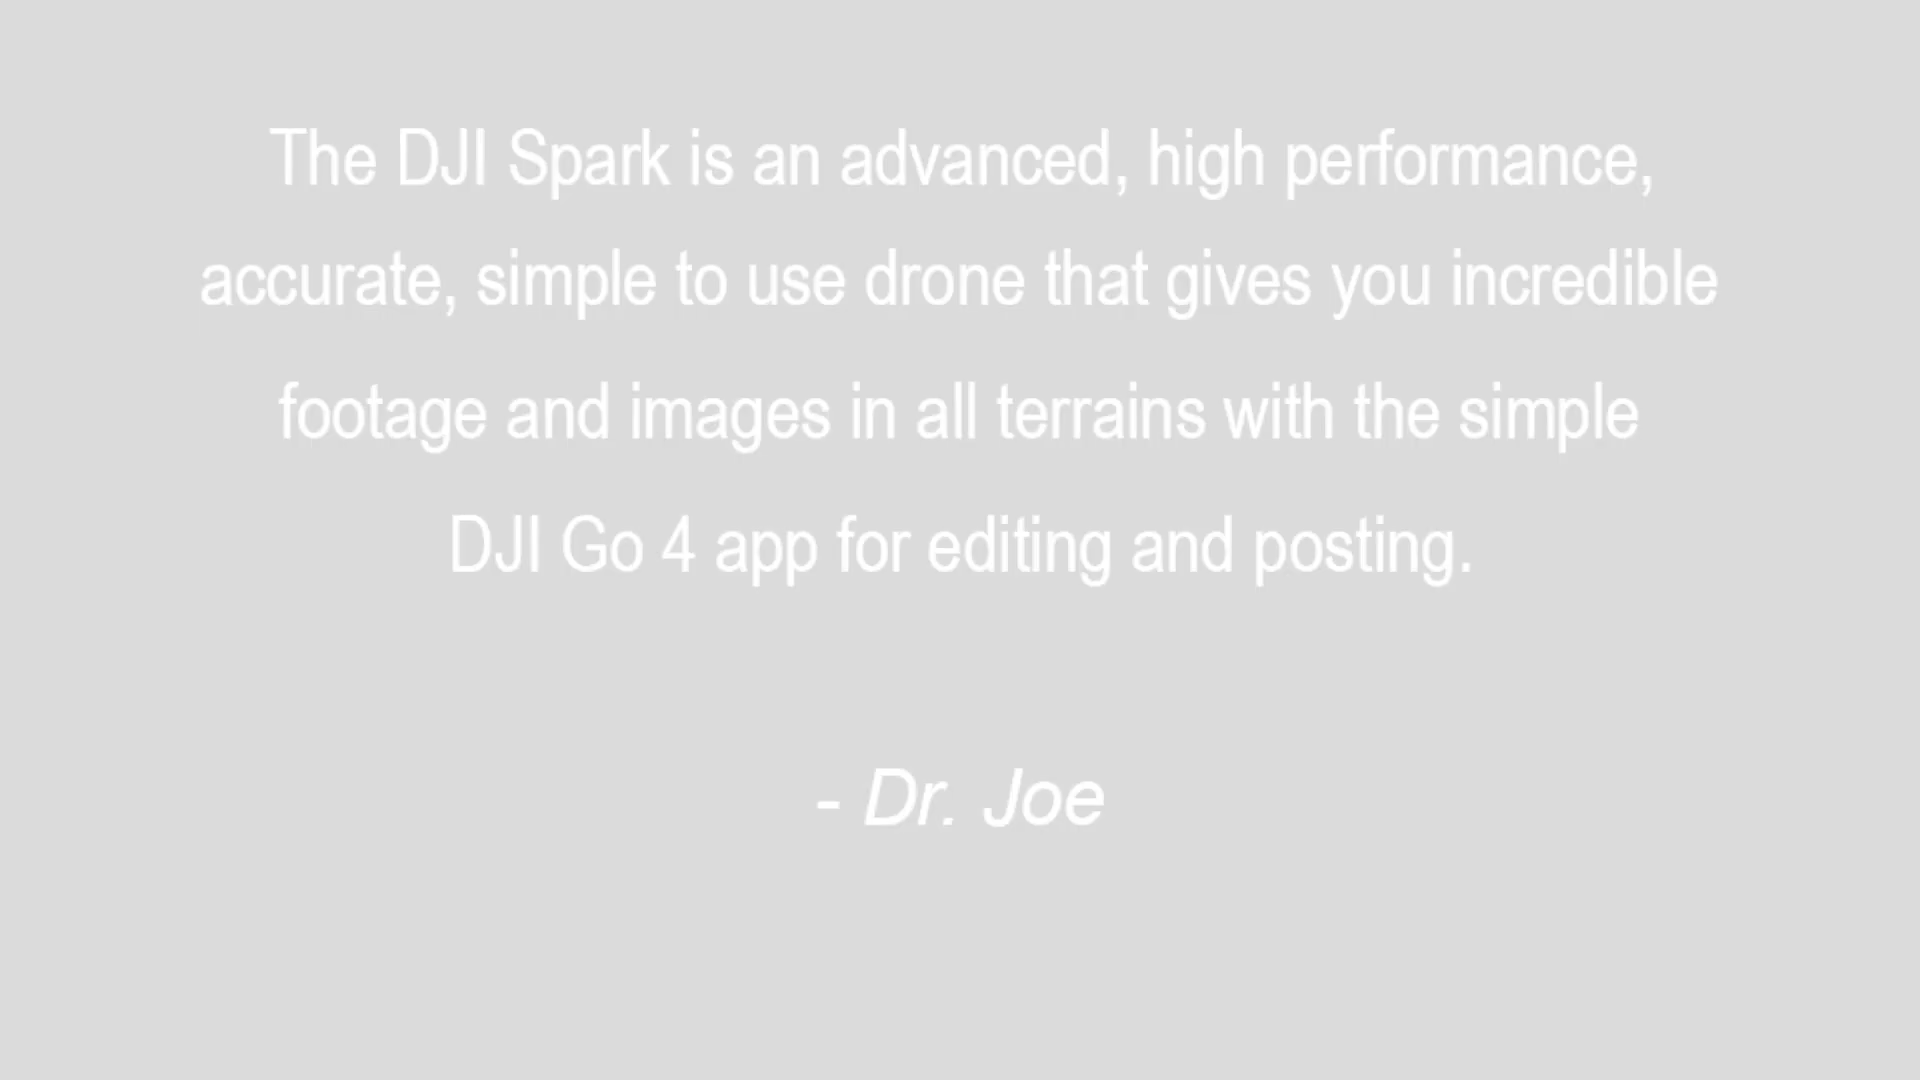 The DJI Spark is an advanced, high performance,
accurate, simple to use drone that gives you incredible
footage and images in all terrains with the simple
DJI Go 4 app for editing and posting.
- Dr. Joe